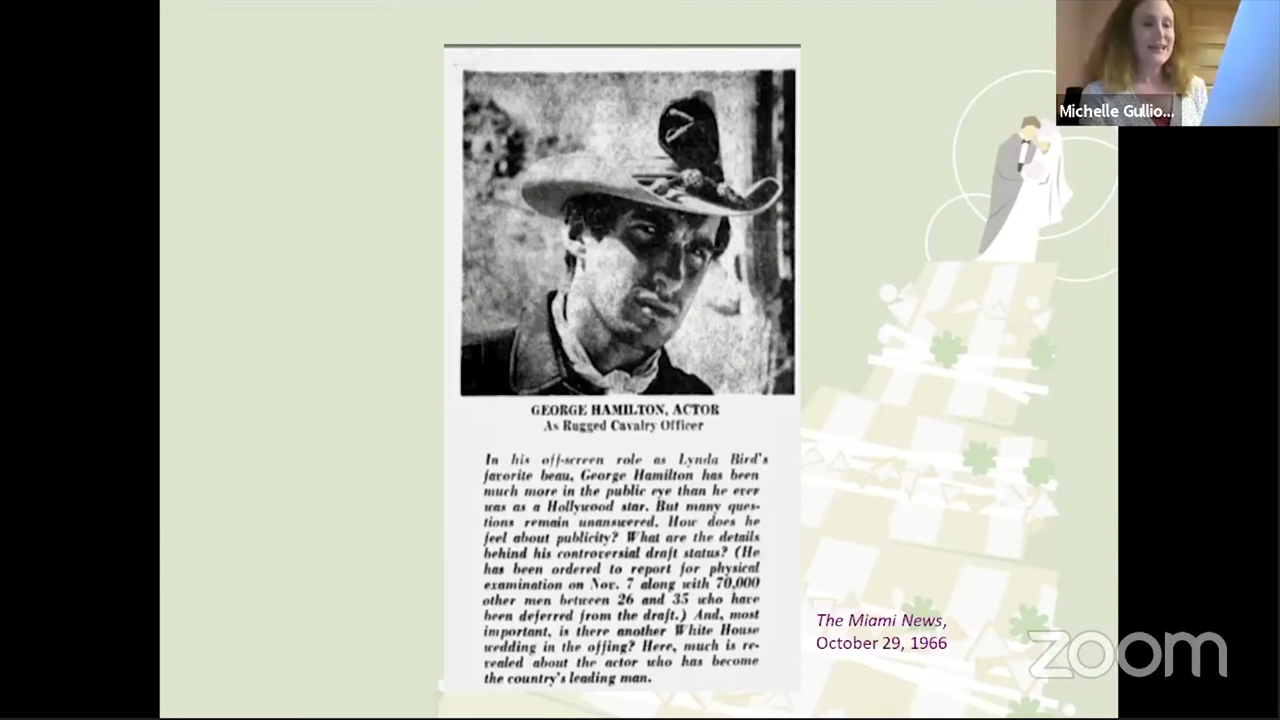 Michelle Gullio...
GEORGE HAMILTON, ACTOR
As Rugged Cavalry Officer
In his off-screen role as Lynda Bird's
favorite beau, George Hamilton has been
much more in the public eye than he ever
was as a Hollywood star. But many ques-
tions remain unanswered. How does he
feel about publicity? What are the details
behind his controversial draft status? (He
has been ordered to report for physical
examination on Nov. 7 along with 70,000
other men between 26 and 35 who have
been deferred from the draft.) And, most
important, is there another White House
wedding in the offing? Here, much is re-
vealed about the actor who has become
the country's leading man.
The Miami News,
October 29, 1966
zoom